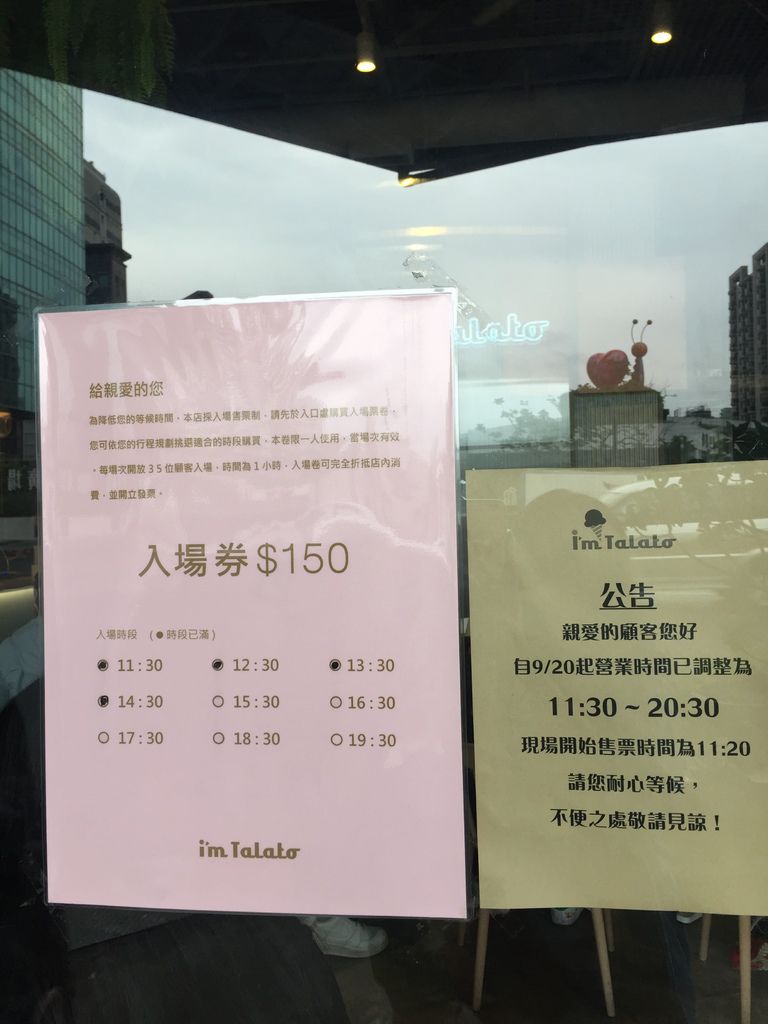 給親愛的您
為降低您的等候時間，本店採入場售票制，請先於入口處購買入場票卷，
您可依您的行程規劃挑選適合的時段購買，本卷限一人使用，當場次有效
，每場次開放35位顧客入場，時間為1小時，入場卷可完全折抵店內消
費，並開立發票。
入場券 $150
入場時段 (●時段已滿)
● 11:30 ● 12:30 ● 13:30
● 14:30 ○ 15:30 ○ 16:30
○ 17:30 ○ 18:30 ○ 19:30
i'm Talato
i'm Talato
公告
親愛的顧客您好
自9/20起營業時間已調整為
11:30 ~ 20:30
現場開始售票時間為11:20
請您耐心等候，
不便之處敬請見諒！